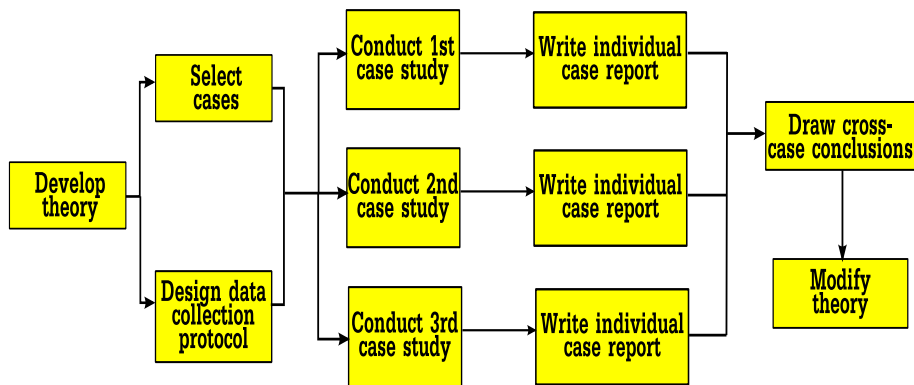 Develop
theory
Select
cases
Design data
collection
protocol
Conduct 1st
case study
Write individual
case report
Conduct 2nd
case study
Write individual
case report
Conduct 3rd
case study
Write individual
case report
Draw cross-
case conclusions
Modify
theory